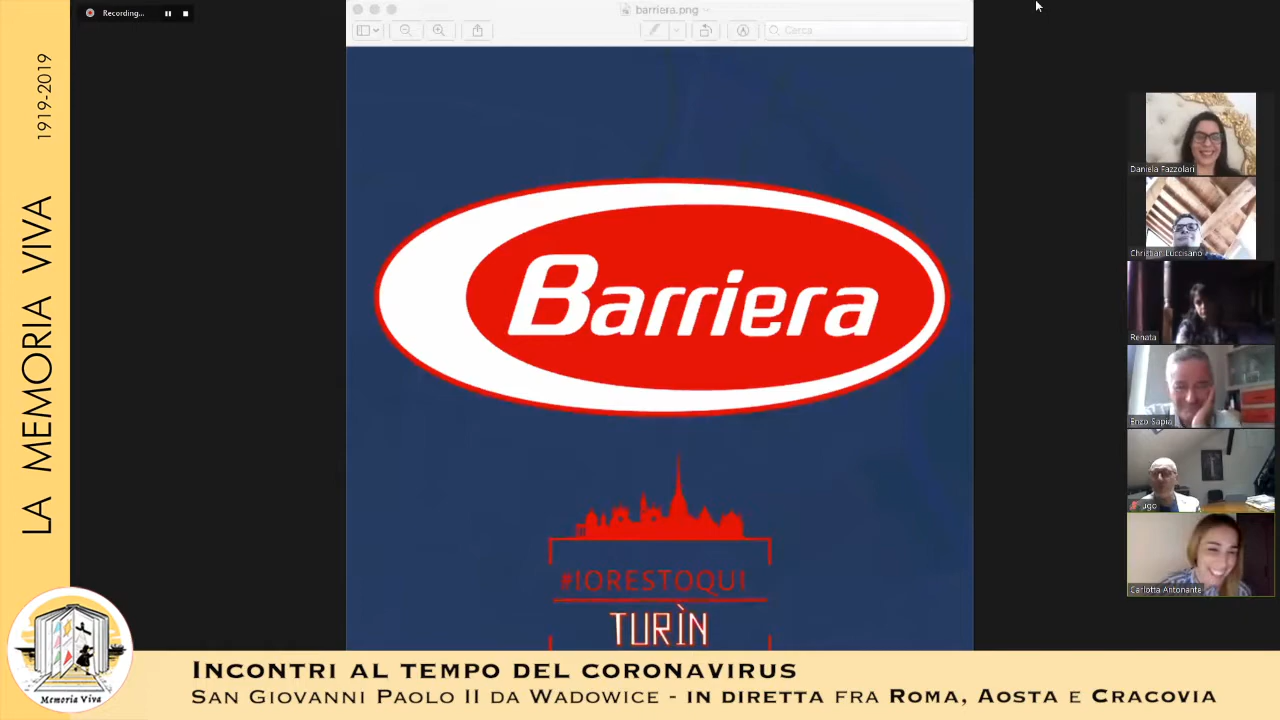 Recording...
barriera.png
Cerca
1919-2019
LA MEMORIA VIVA
Barriera
#IORESTOQUI
TURÌN
Daniela Fazzolari
Christian Luccisano
Renata
Enzo Sapia
ugo
Carlotta Antonante
Memoria Viva
INCONTRI AL TEMPO DEL CORONAVIRUS
SAN GIOVANNI PAOLO II DA WADOWICE - IN DIRETTA FRA ROMA, AOSTA E CRACOVIA